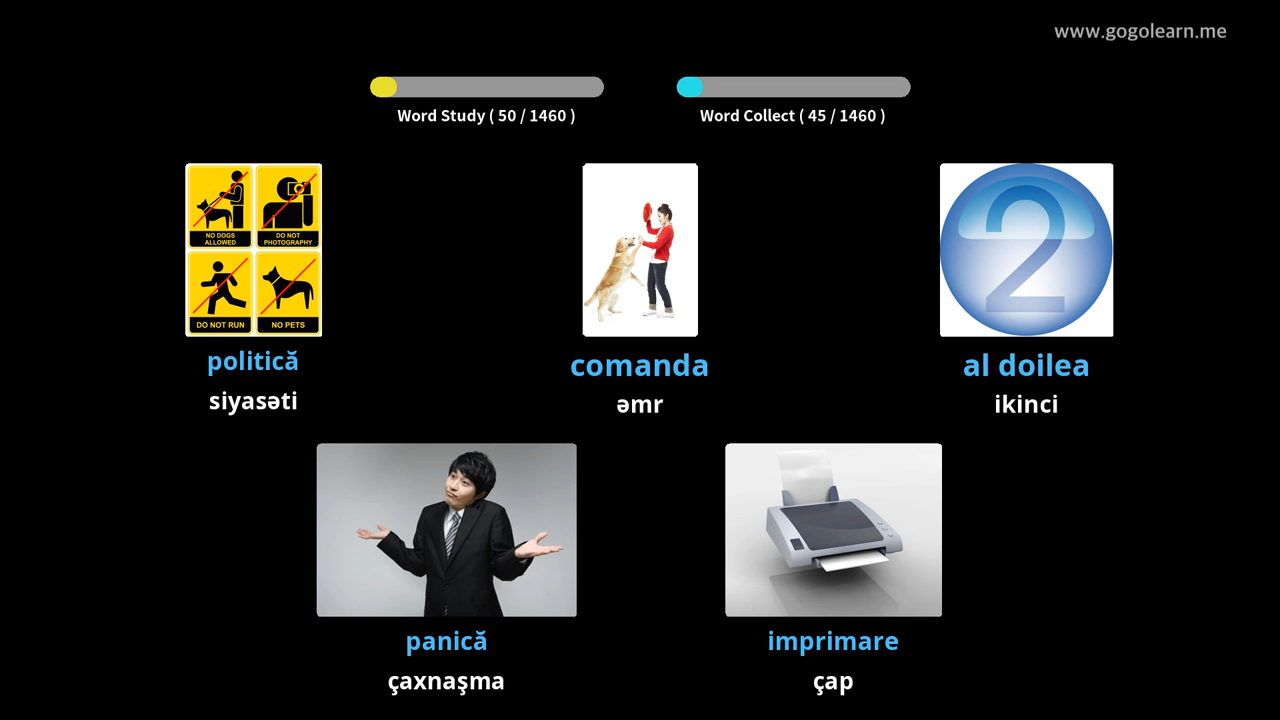 www.gogolearn.me
Word Study ( 50 / 1460 )
Word Collect ( 45 / 1460 )
NO DOGS
ALLOWED
DO NOT
PHOTOGRAPHY
DO NOT RUN
NO PETS
2
politică
siyasəti
comanda
əmr
al doilea
ikinci
panică
çaxnaşma
imprimare
çap